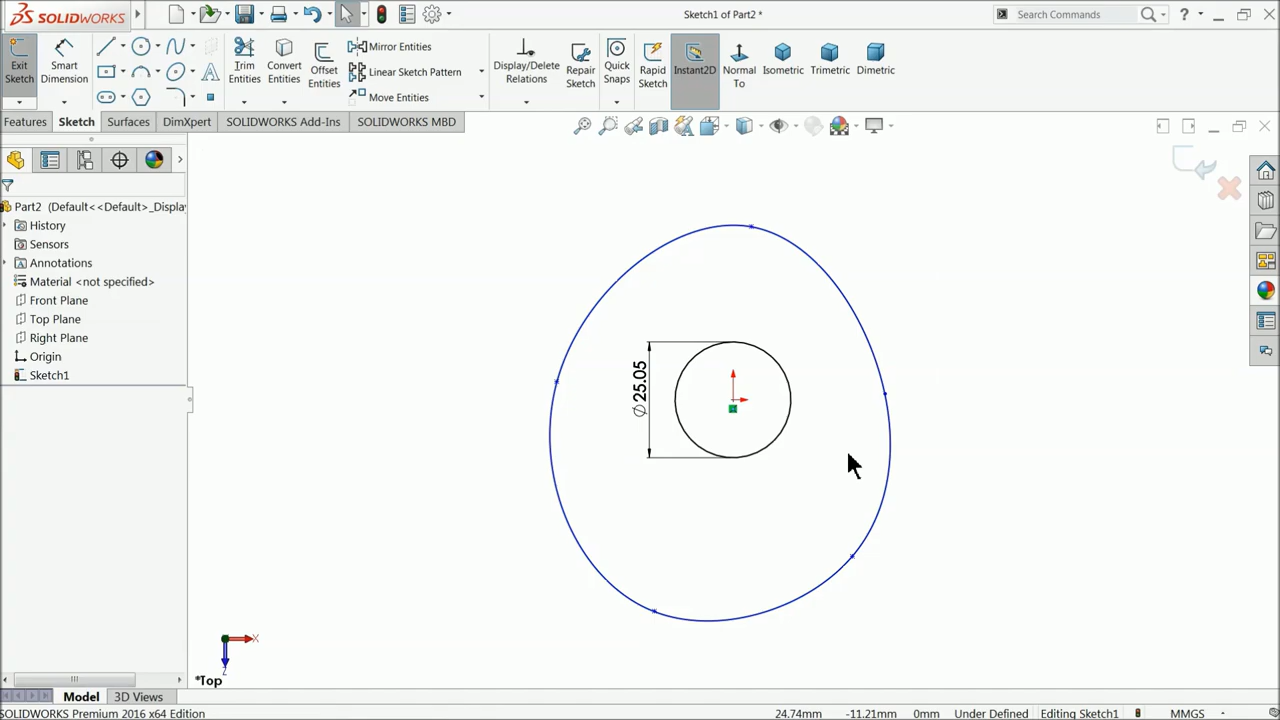 SOLIDWORKS
Sketch1 of Part2 *
Search Commands
?
Exit Sketch
Smart Dimension
Trim Entities
Convert Entities
Offset Entities
Mirror Entities
Linear Sketch Pattern
Move Entities
Display/Delete Relations
Repair Sketch
Quick Snaps
Rapid Sketch
Instant2D
Normal To
Isometric
Trimetric
Dimetric
Features
Sketch
Surfaces
DimXpert
SOLIDWORKS Add-Ins
SOLIDWORKS MBD
Part2 (Default<<Default>_Display
History
Sensors
Annotations
Material <not specified>
Front Plane
Top Plane
Right Plane
Origin
Sketch1
⌀25.05
X
Z
*Top
Model
3D Views
SOLIDWORKS Premium 2016 x64 Edition
24.74mm
-11.21mm
0mm
Under Defined
Editing Sketch1
MMGS